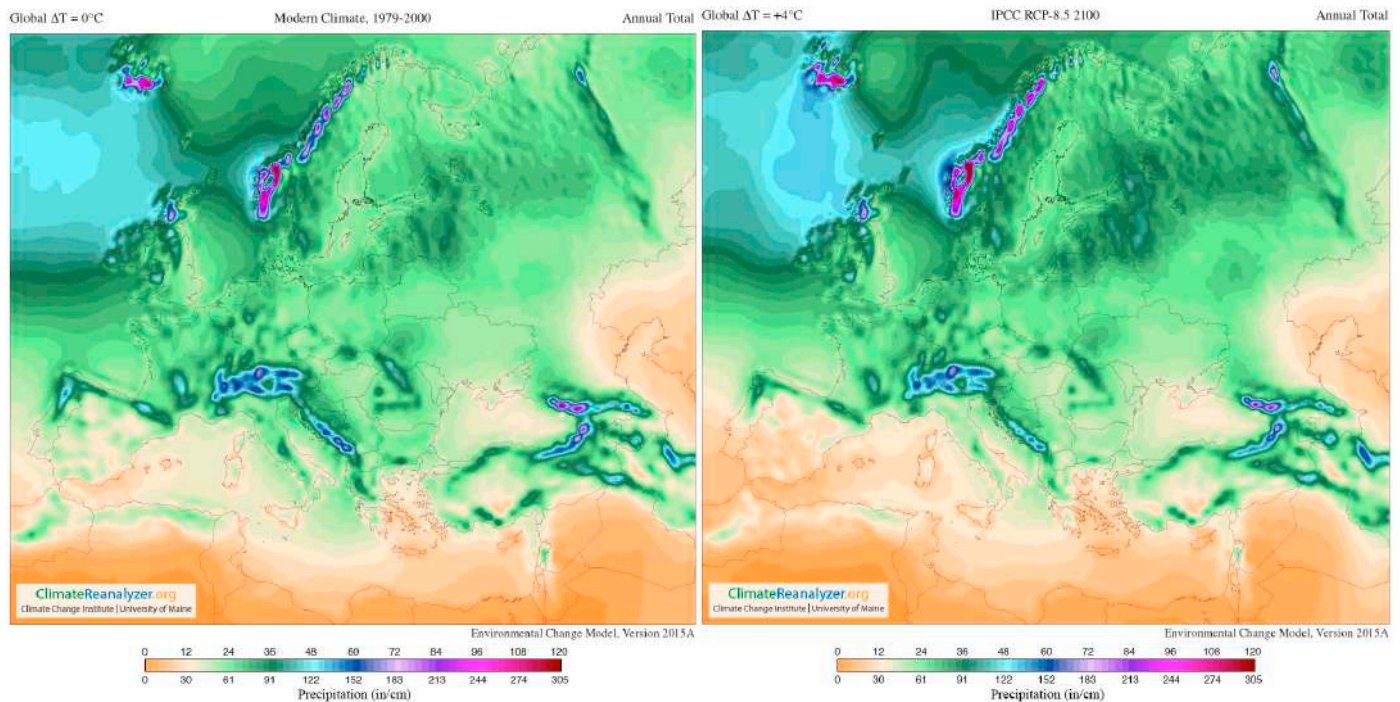 Global ΔT = 0°C Modern Climate, 1979-2000 Annual Total
ClimateReanalyzer.org
Climate Change Institute | University of Maine
Environmental Change Model, Version 2015A
0 12 24 36 48 60 72 84 96 108 120
0 30 61 91 122 152 183 213 244 274 305
Precipitation (in/cm)
Global ΔT = +4°C IPCC RCP-8.5 2100 Annual Total
ClimateReanalyzer.org
Climate Change Institute | University of Maine
Environmental Change Model, Version 2015A
0 12 24 36 48 60 72 84 96 108 120
0 30 61 91 122 152 183 213 244 274 305
Precipitation (in/cm)